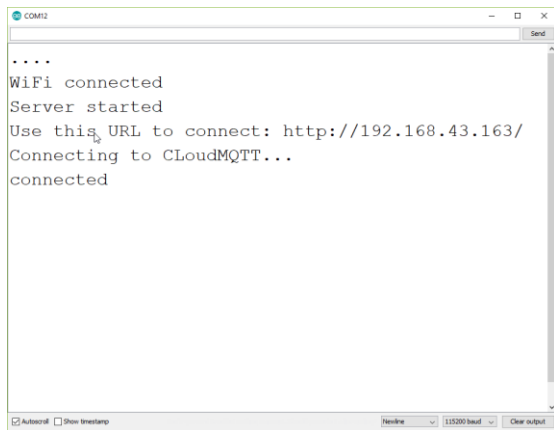 COM12
Send
....
WiFi connected
Server started
Use this URL to connect: http://192.168.43.163/
Connecting to CLoudMQTT...
connected
Autoscroll Show timestamp Newline 115200 baud Clear output